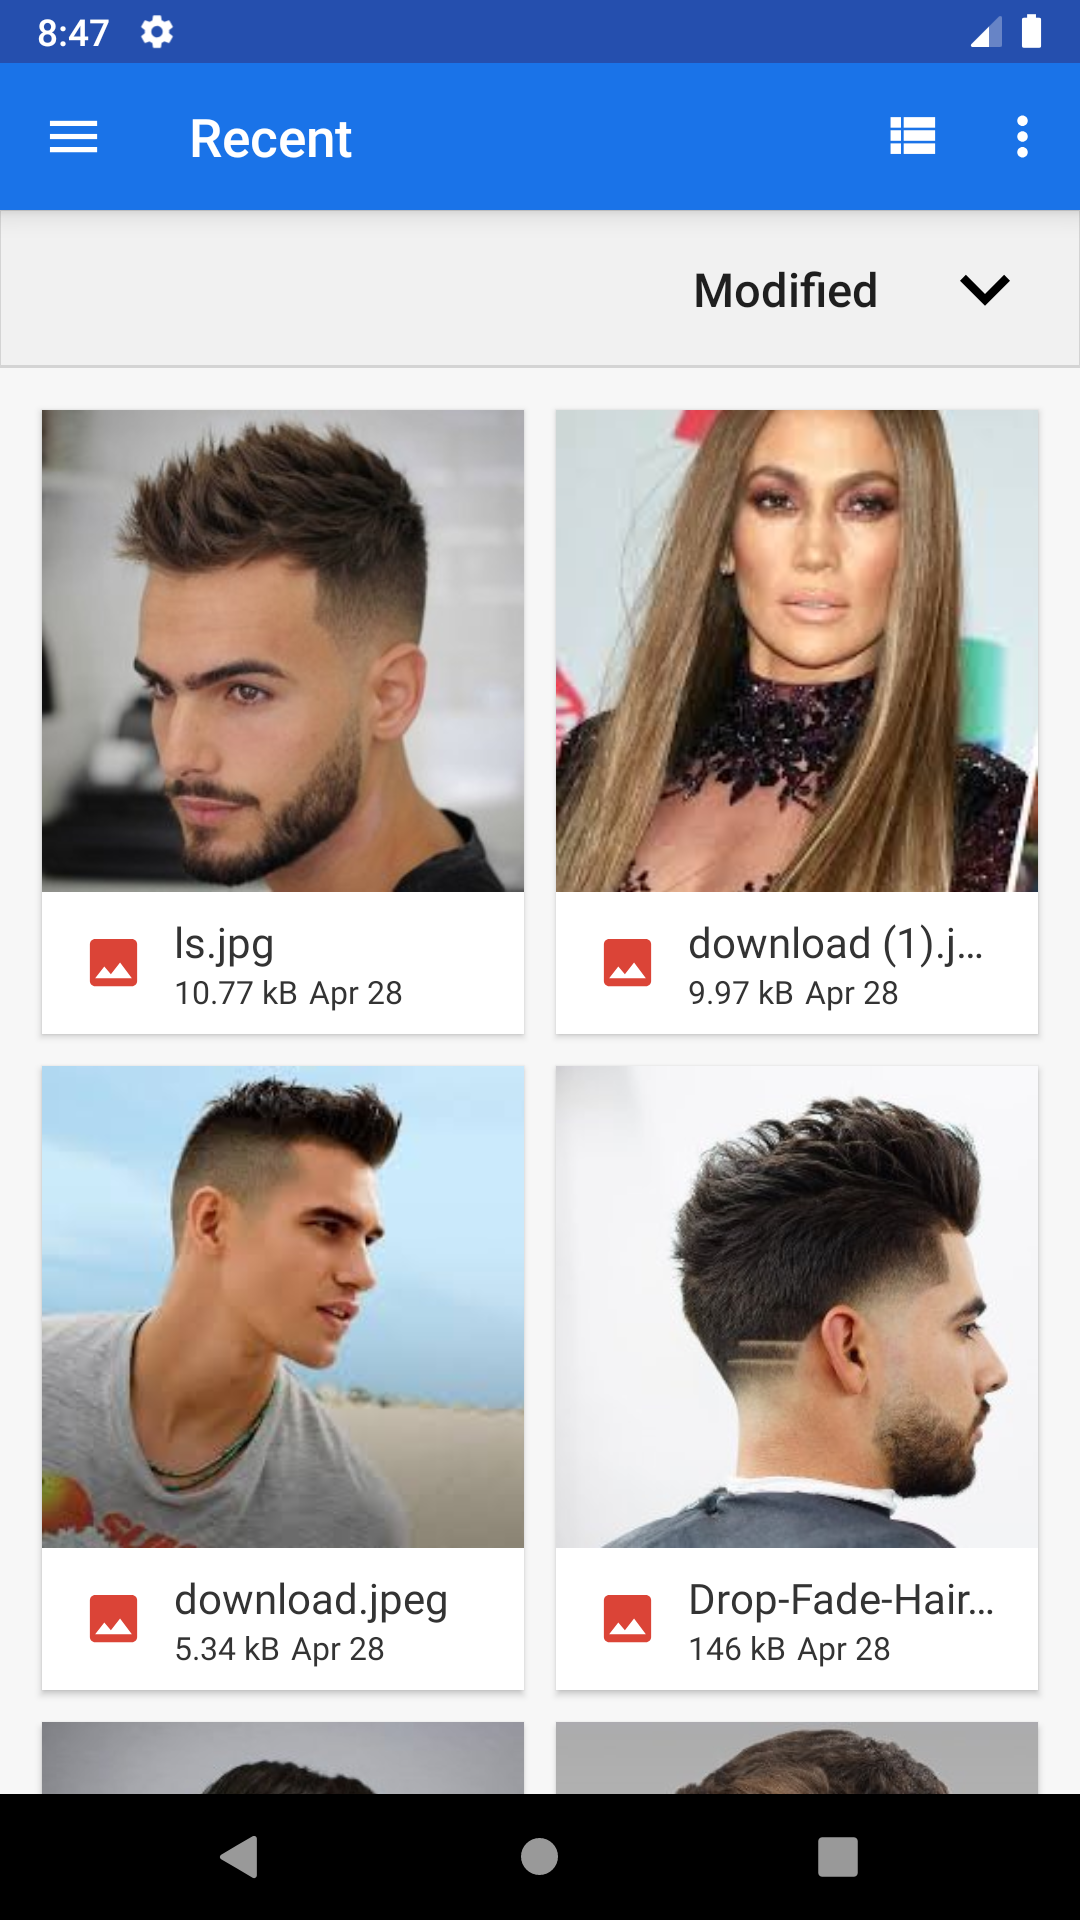 8:47
Recent
Modified
ls.jpg
10.77 kB Apr 28
download (1).j...
9.97 kB Apr 28
download.jpeg
5.34 kB Apr 28
Drop-Fade-Hair...
146 kB Apr 28